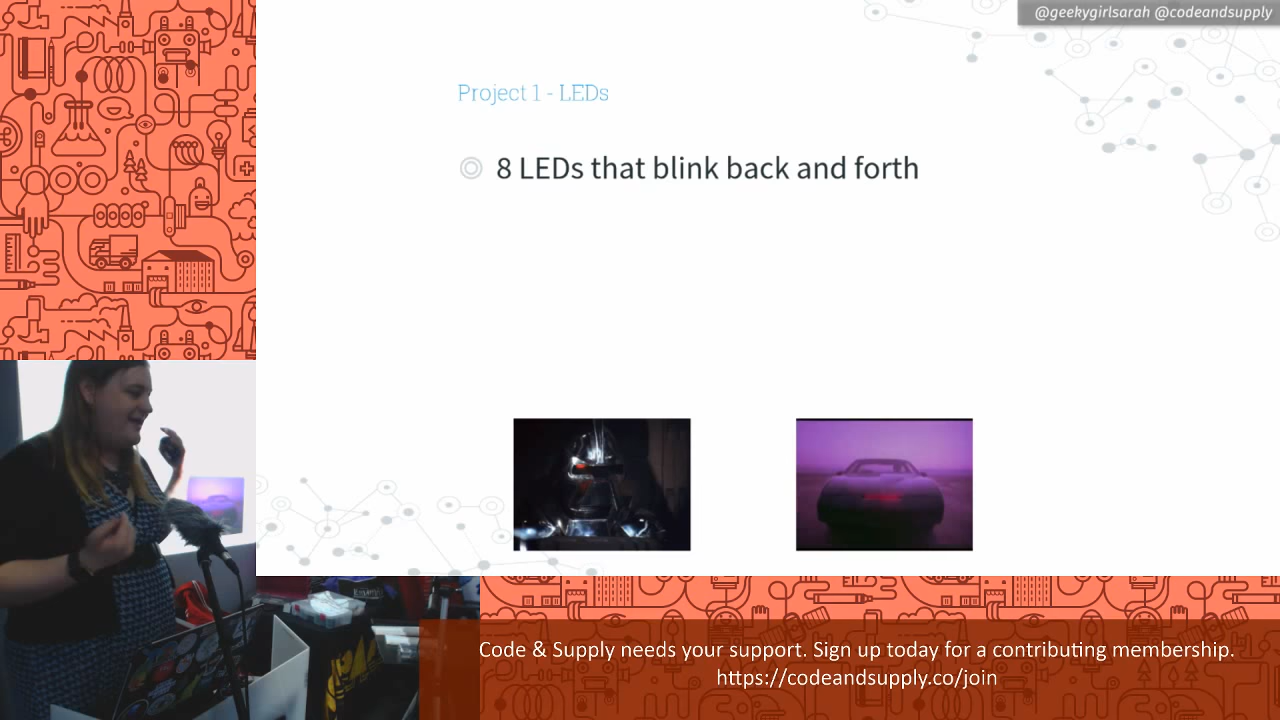 @geekygirlsarah @codeandsupply
Project 1 - LEDs
8 LEDs that blink back and forth
Code & Supply needs your support. Sign up today for a contributing membership.
https://codeandsupply.co/join